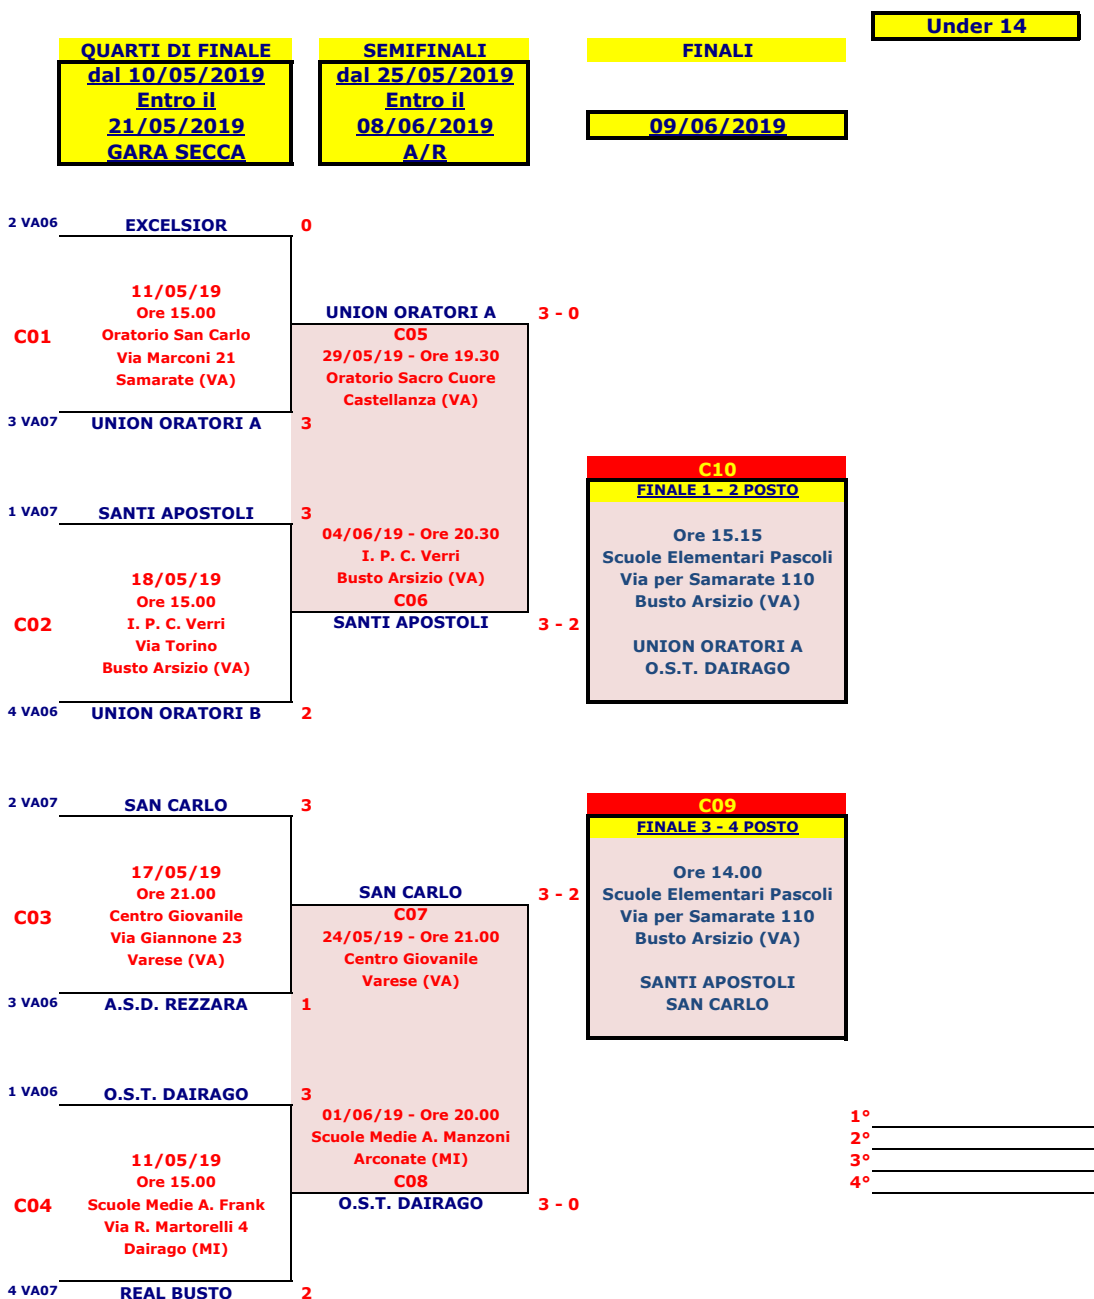 Under 14
QUARTI DI FINALE
dal 10/05/2019
Entro il
21/05/2019
GARA SECCA
SEMIFINALI
dal 25/05/2019
Entro il
08/06/2019
A/R
FINALI
09/06/2019
2 VA06 EXCELSIOR 0
C01
11/05/19
Ore 15.00
Oratorio San Carlo
Via Marconi 21
Samarate (VA)
3 VA07 UNION ORATORI A 3
1 VA07 SANTI APOSTOLI 3
C02
18/05/19
Ore 15.00
I. P. C. Verri
Via Torino
Busto Arsizio (VA)
4 VA06 UNION ORATORI B 2
2 VA07 SAN CARLO 3
C03
17/05/19
Ore 21.00
Centro Giovanile
Via Giannone 23
Varese (VA)
3 VA06 A.S.D. REZZARA 1
1 VA06 O.S.T. DAIRAGO 3
C04
11/05/19
Ore 15.00
Scuole Medie A. Frank
Via R. Martorelli 4
Dairago (MI)
4 VA07 REAL BUSTO 2
UNION ORATORI A 3 - 0
C05
29/05/19 - Ore 19.30
Oratorio Sacro Cuore
Castellanza (VA)
04/06/19 - Ore 20.30
I. P. C. Verri
Busto Arsizio (VA)
C06
SANTI APOSTOLI 3 - 2
SAN CARLO 3 - 2
C07
24/05/19 - Ore 21.00
Centro Giovanile
Varese (VA)
01/06/19 - Ore 20.00
Scuole Medie A. Manzoni
Arconate (MI)
C08
O.S.T. DAIRAGO 3 - 0
C10
FINALE 1 - 2 POSTO
Ore 15.15
Scuole Elementari Pascoli
Via per Samarate 110
Busto Arsizio (VA)
UNION ORATORI A
O.S.T. DAIRAGO
C09
FINALE 3 - 4 POSTO
Ore 14.00
Scuole Elementari Pascoli
Via per Samarate 110
Busto Arsizio (VA)
SANTI APOSTOLI
SAN CARLO
1°
2°
3°
4°